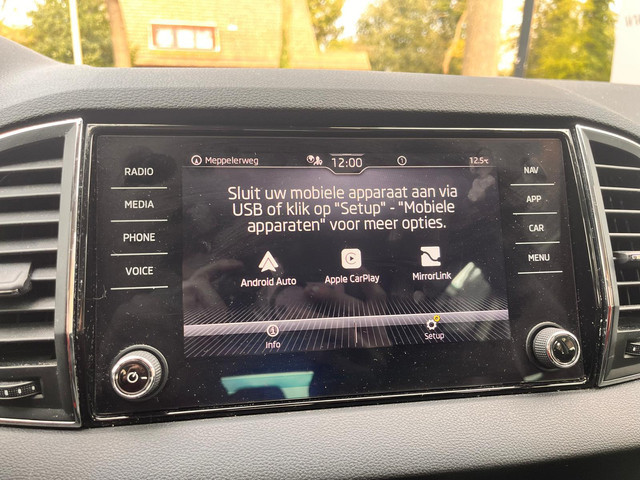 RADIO
MEDIA
PHONE
VOICE
Meppelerweg
12:00
12.5°C
Sluit uw mobiele apparaat aan via
USB of klik op "Setup" - "Mobiele
apparaten" voor meer opties.
Android Auto
Apple CarPlay
MirrorLink
Info
Setup
NAV
APP
CAR
MENU